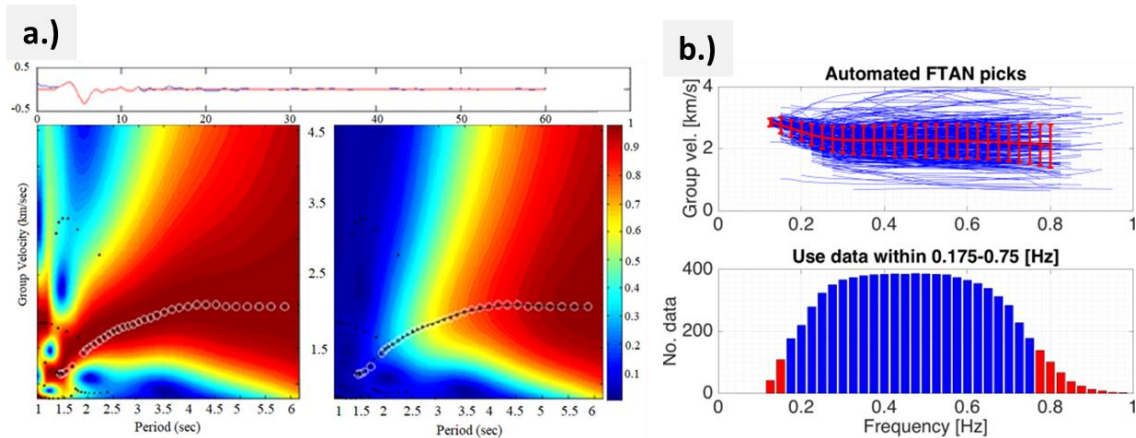 a.)
0.5
-0.5
0 10 20 30 40 50 60 70
4.5
3.5
2.5
1.5
Group Velocity (km/sec)
1 1.5 2 2.5 3 3.5 4 4.5 5 5.5 6
Period (sec)
1 1.5 2 2.5 3 3.5 4 4.5 5 5.5 6
Period (sec)
1
0.9
0.8
0.7
0.6
0.5
0.4
0.3
0.2
0.1
b.)
Automated FTAN picks
Group vel. [km/s]
4
2
0
0 0.2 0.4 0.6 0.8 1
Use data within 0.175-0.75 [Hz]
No. data
400
200
0
0.2 0.4 0.6 0.8 1
Frequency [Hz]